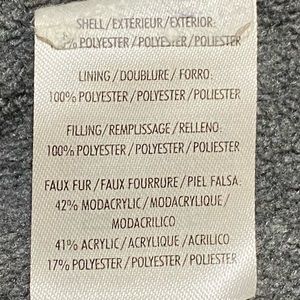 SHELL/EXTÉRIEUR/EXTERIOR:
% POLYESTER/POLYESTER/POLIESTER
LINING/DOUBLURE/FORRO:
100% POLYESTER/POLYESTER/POLIESTER
FILLING/REMPLISSAGE/RELLENO:
100% POLYESTER/POLYESTER/POLIESTER
FAUX FUR/FAUX FOURRURE/PIEL FALSA:
42% MODACRYLIC/MODACRYLIQUE/
MODACRILICO
41% ACRYLIC/ACRYLIQUE/ACRILICO
17% POLYESTER/POLYESTER/POLIESTER